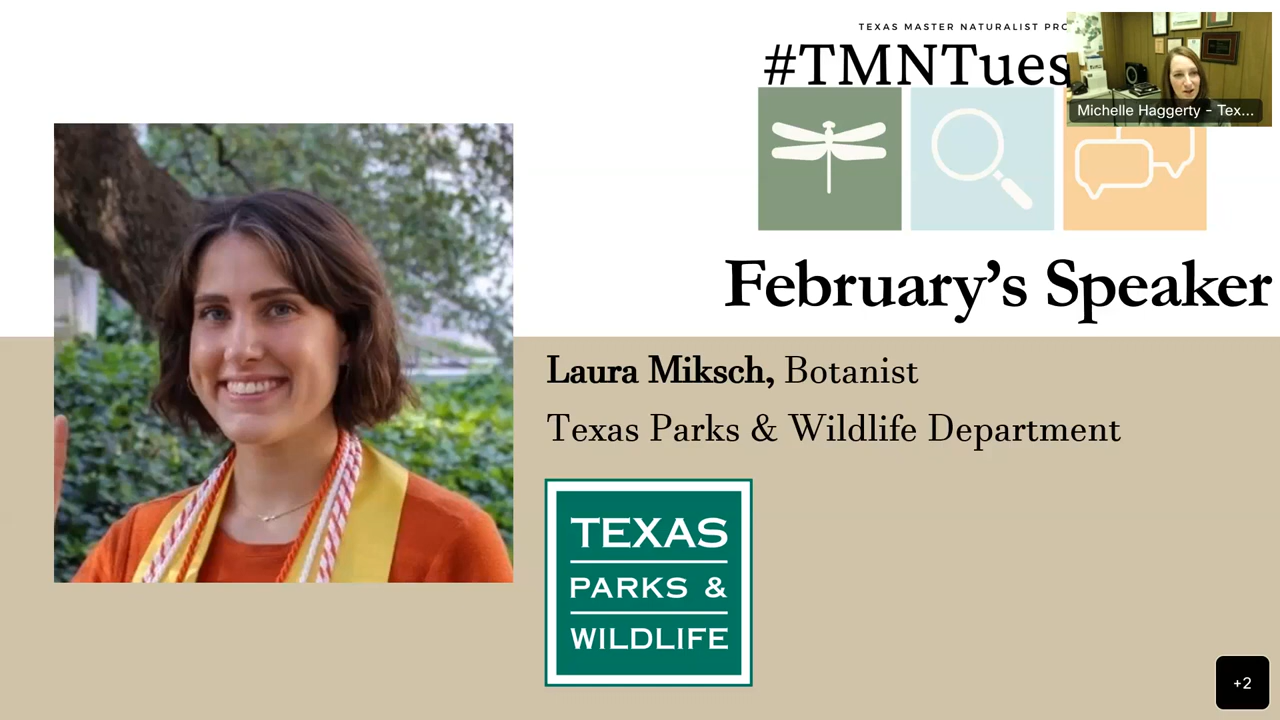 TEXAS MASTER NATURALIST PRO
#TMNTues
Michelle Haggerty - Tex...
February's Speaker
Laura Miksch, Botanist
Texas Parks & Wildlife Department
TEXAS
PARKS &
WILDLIFE
+2